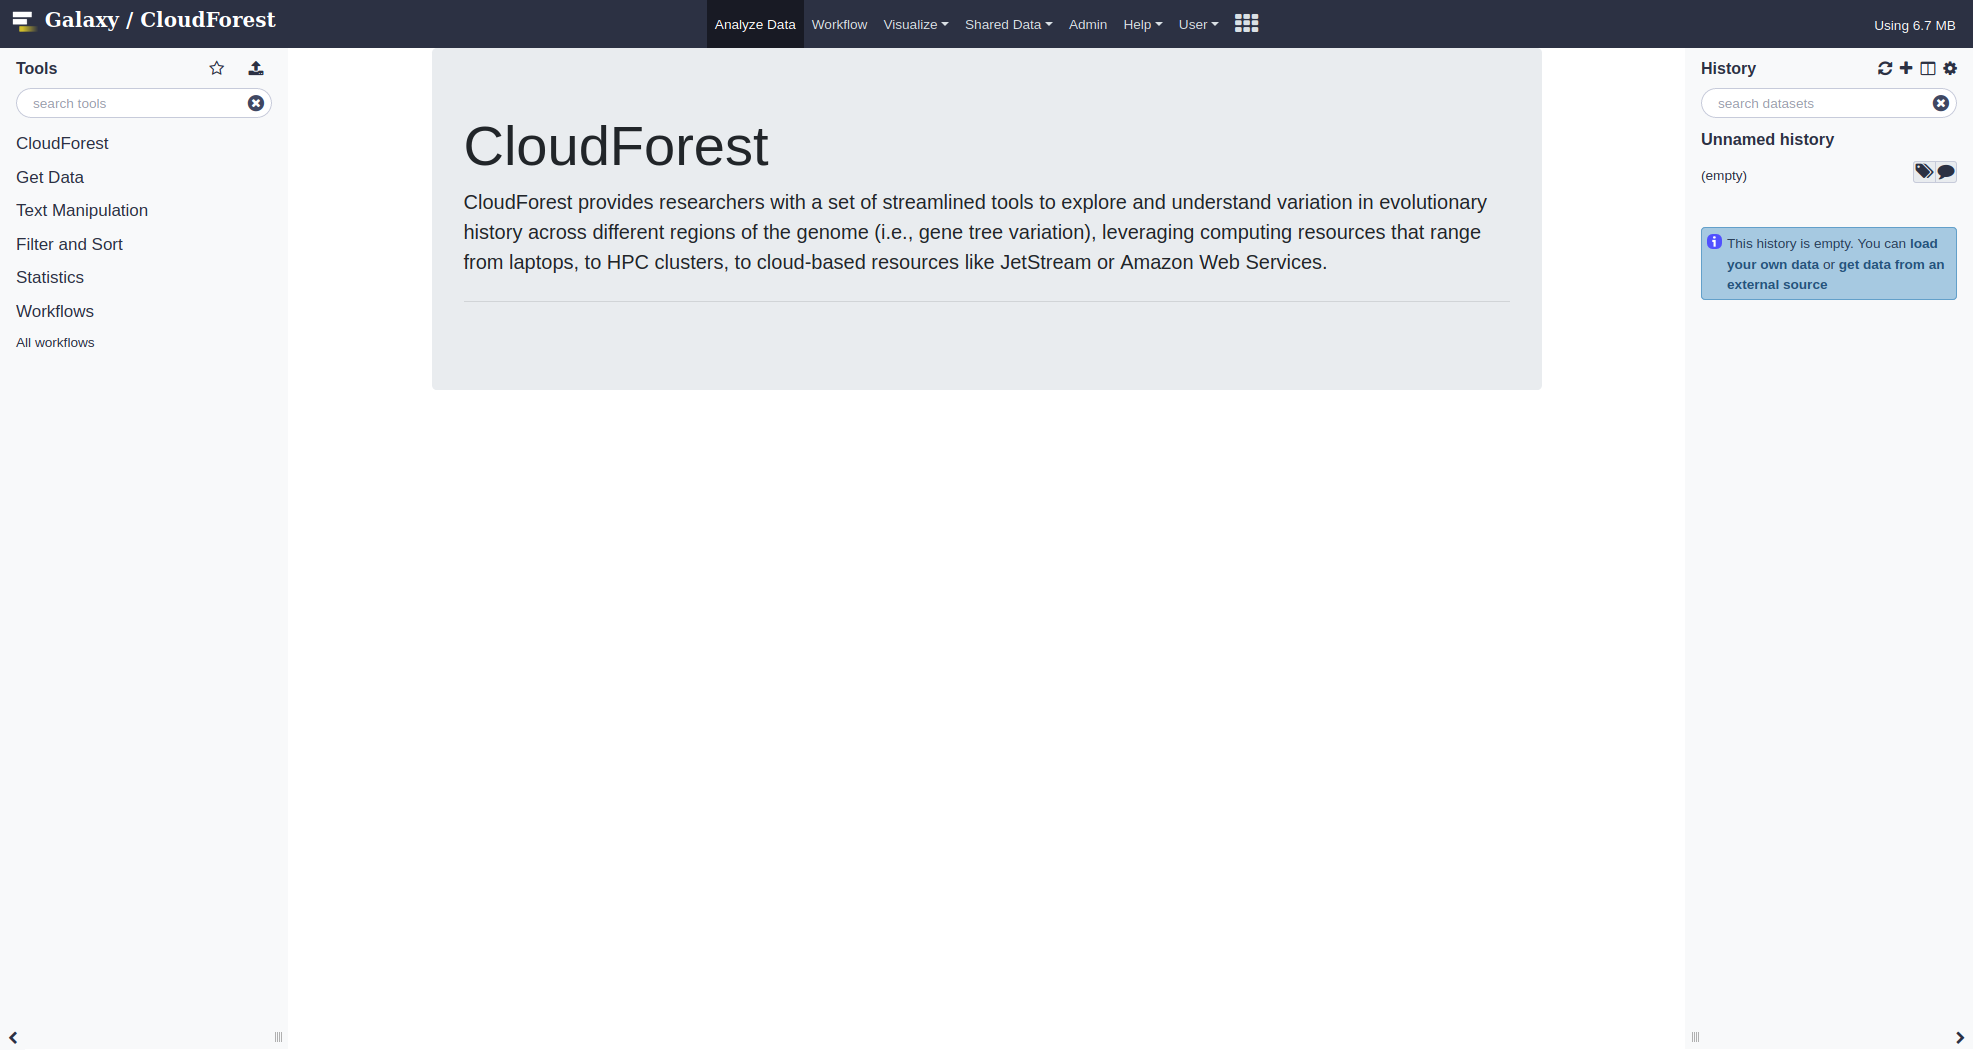 Galaxy / CloudForest
Analyze Data
Workflow
Visualize
Shared Data
Admin
Help
User
Using 6.7 MB
Tools
search tools
CloudForest
Get Data
Text Manipulation
Filter and Sort
Statistics
Workflows
All workflows
CloudForest
CloudForest provides researchers with a set of streamlined tools to explore and understand variation in evolutionary
history across different regions of the genome (i.e., gene tree variation), leveraging computing resources that range
from laptops, to HPC clusters, to cloud-based resources like JetStream or Amazon Web Services.
History
search datasets
Unnamed history
(empty)
This history is empty. You can load
your own data or get data from an
external source